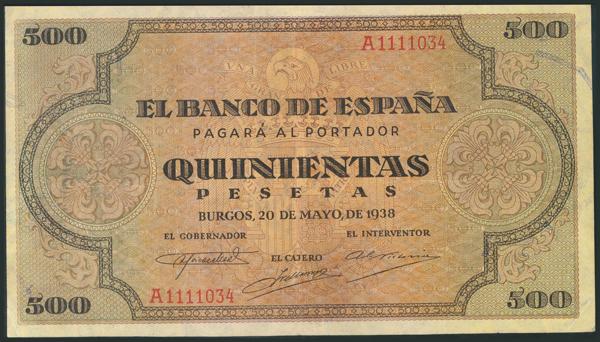 500 500
A1111034
UNA LIBRE
GRANDE
EL BANCO DE ESPAÑA
PAGARÁ AL PORTADOR
QUINIENTAS
PESETAS
BURGOS, 20 DE MAYO, DE 1938
EL GOBERNADOR EL INTERVENTOR
EL CAJERO
A1111034
500 500